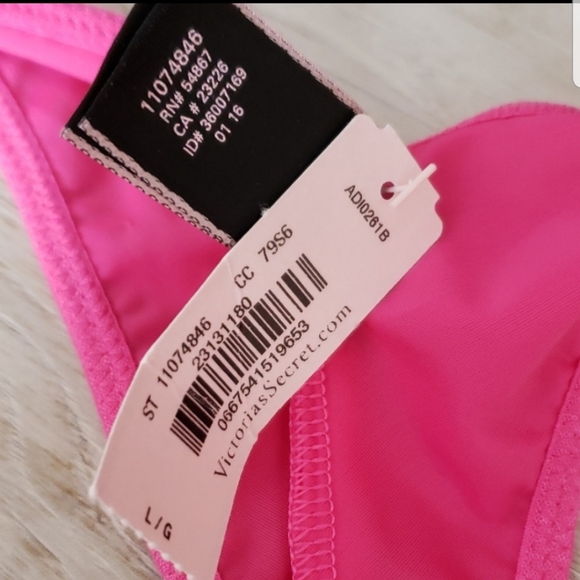 11074846
RN# 54867
CA # 23226
ID# 36007169
01 16
ADI0261B
CC 79S6
ST 11074846
23131180
0667541519653
VictoriasSecret.com
L/G